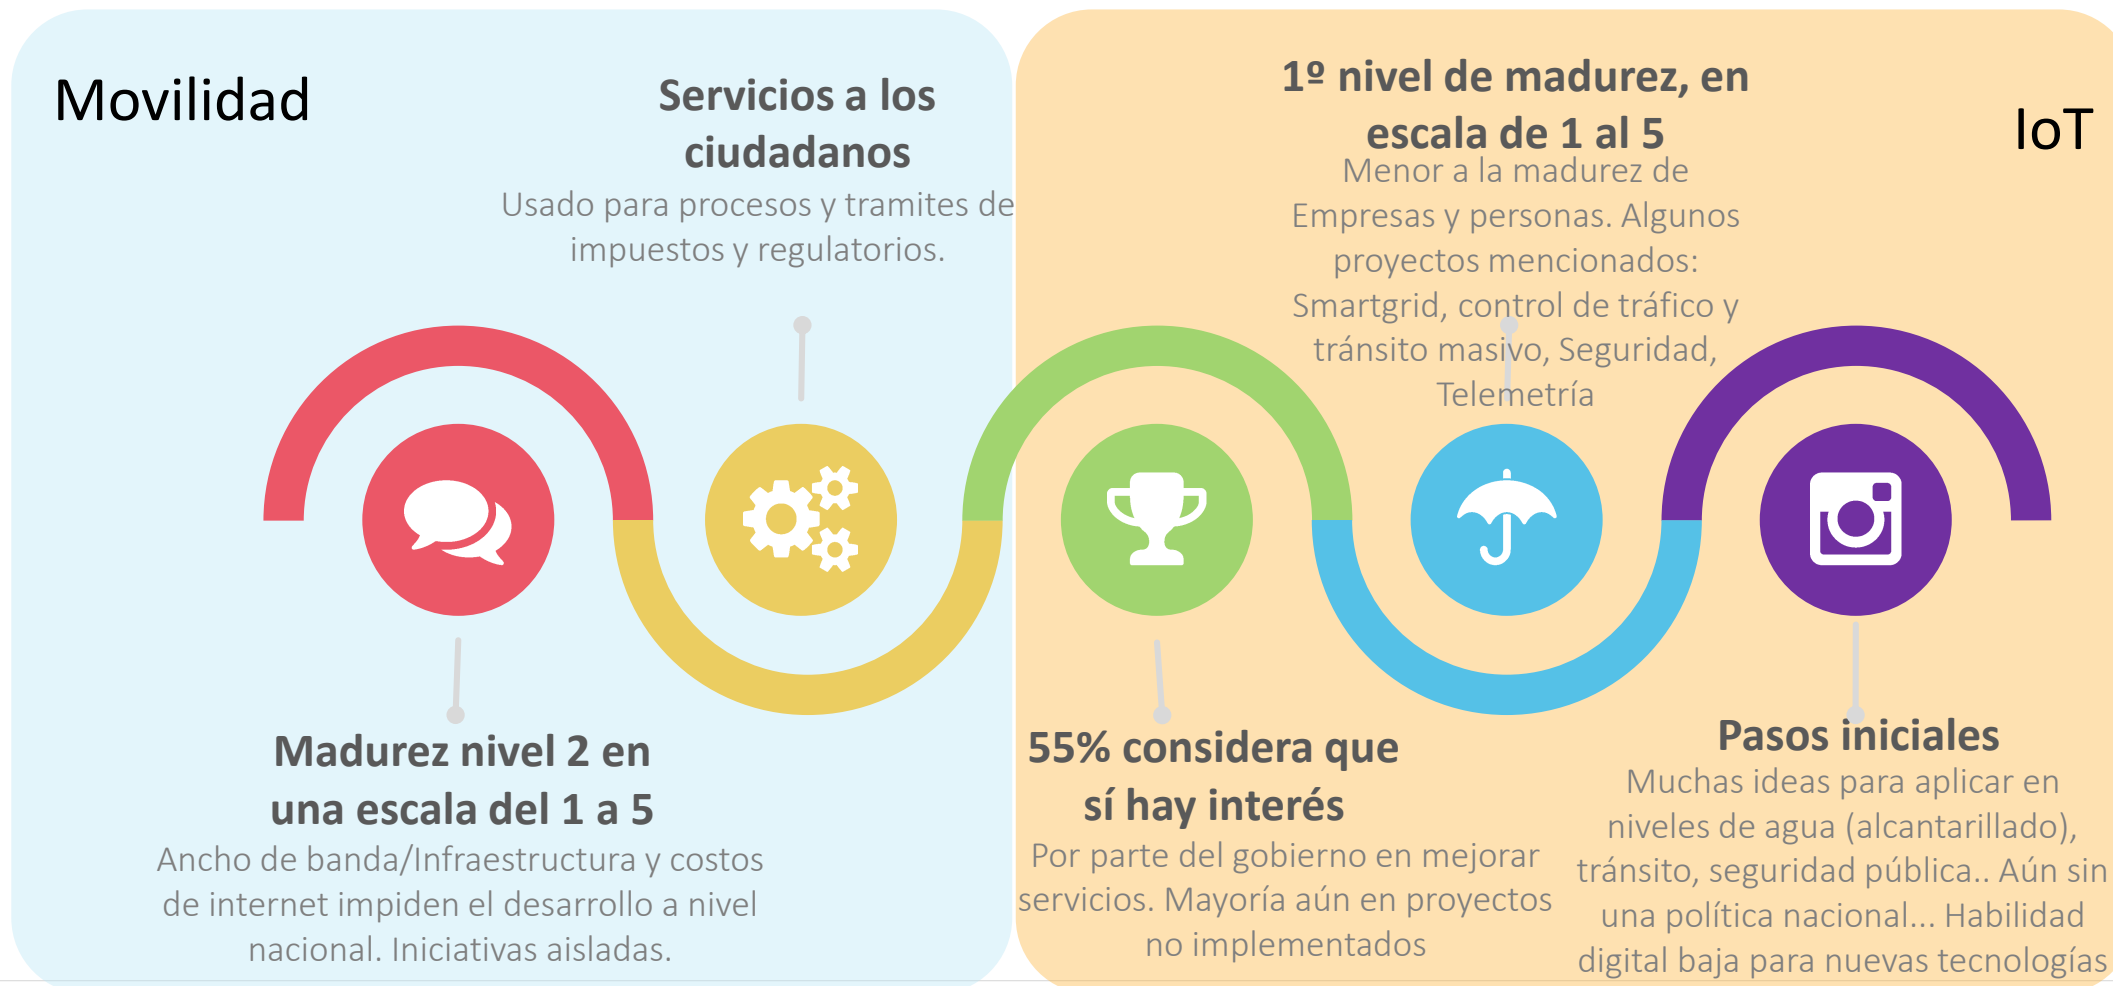 Movilidad
Servicios a los
ciudadanos
Usado para procesos y tramites de
impuestos y regulatorios.
Madurez nivel 2 en
una escala del 1 a 5
Ancho de banda/Infraestructura y costos
de internet impiden el desarrollo a nivel
nacional. Iniciativas aisladas.
IoT
1º nivel de madurez, en
escala de 1 al 5
Menor a la madurez de
Empresas y personas. Algunos
proyectos mencionados:
Smartgrid, control de tráfico y
tránsito masivo, Seguridad,
Telemetría
55% considera que
sí hay interés
Por parte del gobierno en mejorar
servicios. Mayoría aún en proyectos
no implementados
Pasos iniciales
Muchas ideas para aplicar en
niveles de agua (alcantarillado),
tránsito, seguridad pública.. Aún sin
una política nacional... Habilidad
digital baja para nuevas tecnologías